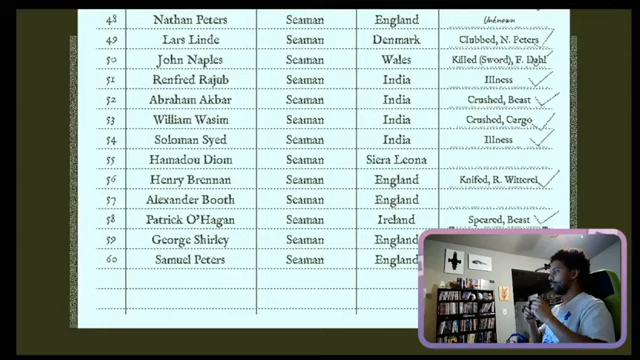 48 Nathan Peters Seaman England Unknown
49 Lars Linde Seaman Denmark Clubbed, N. Peters
50 John Naples Seaman Wales Killed (Sword), F. Dahl
51 Renfred Rajub Seaman India Illness
52 Abraham Akbar Seaman India Crushed, Beast
53 William Wasim Seaman India Crushed, Cargo
54 Soloman Syed Seaman India Illness
55 Hamadou Diom Seaman Siera Leona
56 Henry Brennan Seaman England Knifed, R. Witterel
57 Alexander Booth Seaman England
58 Patrick O'Hagan Seaman Ireland Speared, Beast
59 George Shirley Seaman England
60 Samuel Peters Seaman England